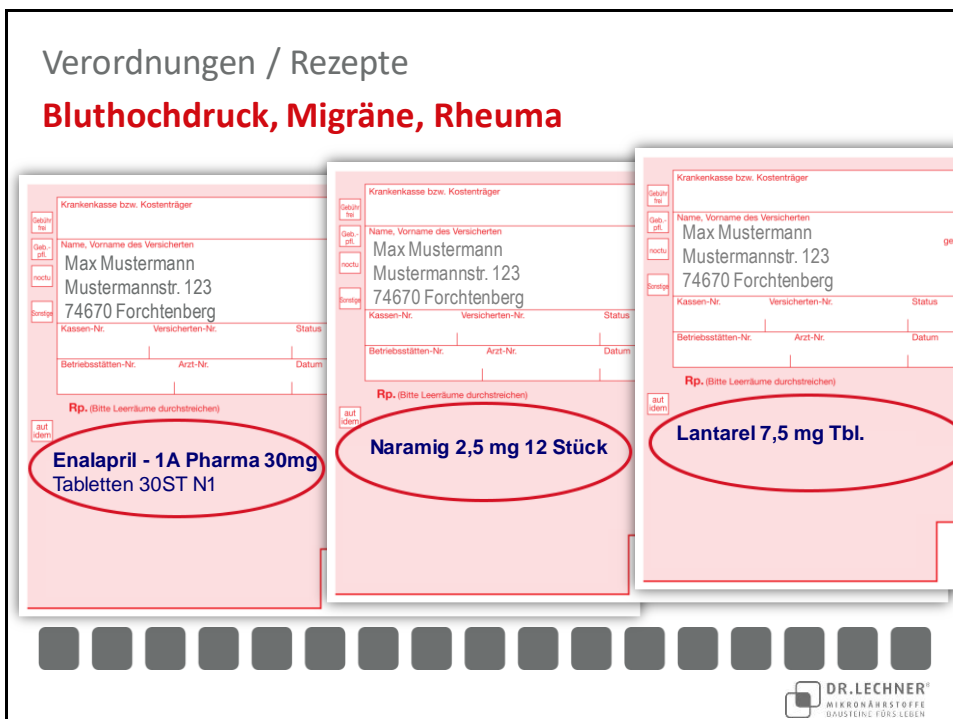 Verordnungen / Rezepte
Bluthochdruck, Migräne, Rheuma
Krankenkasse bzw. Kostenträger
Gebühr
frei
Geb.-
pfl.
noctu
Sonstige
Name, Vorname des Versicherten
Max Mustermann
Mustermannstr. 123
74670 Forchtenberg
Kassen-Nr. Versicherten-Nr. Status
Betriebsstätten-Nr. Arzt-Nr. Datum
Rp. (Bitte Leerräume durchstreichen)
aut
idem
Enalapril - 1A Pharma 30mg
Tabletten 30ST N1
Krankenkasse bzw. Kostenträger
Gebühr
frei
Geb.-
pfl.
noctu
Sonstige
Name, Vorname des Versicherten
Max Mustermann
Mustermannstr. 123
74670 Forchtenberg
Kassen-Nr. Versicherten-Nr. Status
Betriebsstätten-Nr. Arzt-Nr. Datum
Rp. (Bitte Leerräume durchstreichen)
aut
idem
Naramig 2,5 mg 12 Stück
Krankenkasse bzw. Kostenträger
Gebühr
frei
Geb.-
pfl.
noctu
Sonstige
Name, Vorname des Versicherten
ge
Max Mustermann
Mustermannstr. 123
74670 Forchtenberg
Kassen-Nr. Versicherten-Nr. Status
Betriebsstätten-Nr. Arzt-Nr. Datum
Rp. (Bitte Leerräume durchstreichen)
aut
idem
Lantarel 7,5 mg Tbl.
DR.LECHNER®
MIKRONÄHRSTOFFE
BAUSTEINE FÜRS LEBEN